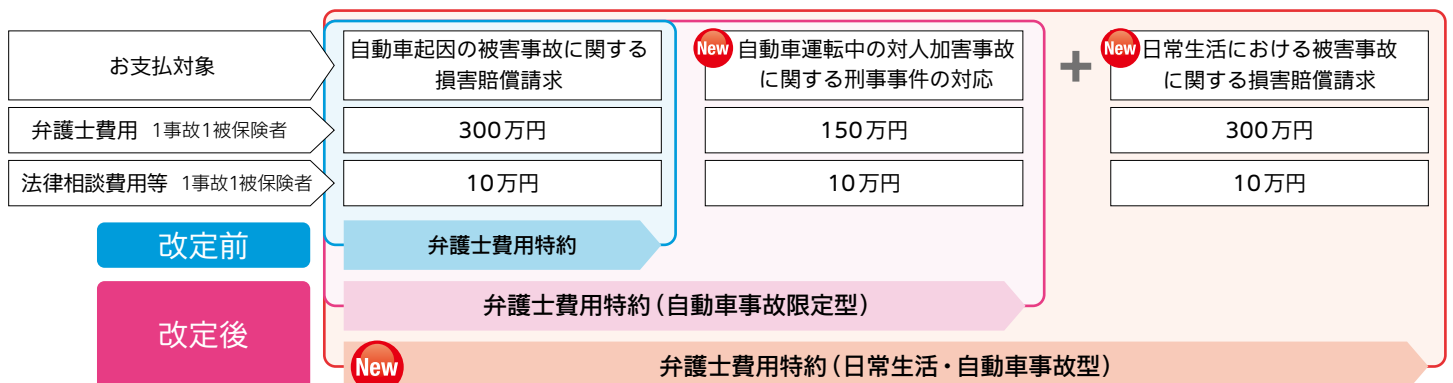 お支払対象
自動車起因の被害事故に関する
損害賠償請求
New
自動車運転中の対人加害事故
に関する刑事事件の対応
+
New
日常生活における被害事故
に関する損害賠償請求
弁護士費用 1事故1被保険者
300万円
150万円
300万円
法律相談費用等 1事故1被保険者
10万円
10万円
10万円
改定前
弁護士費用特約
改定後
弁護士費用特約(自動車事故限定型)
New
弁護士費用特約(日常生活・自動車事故型)